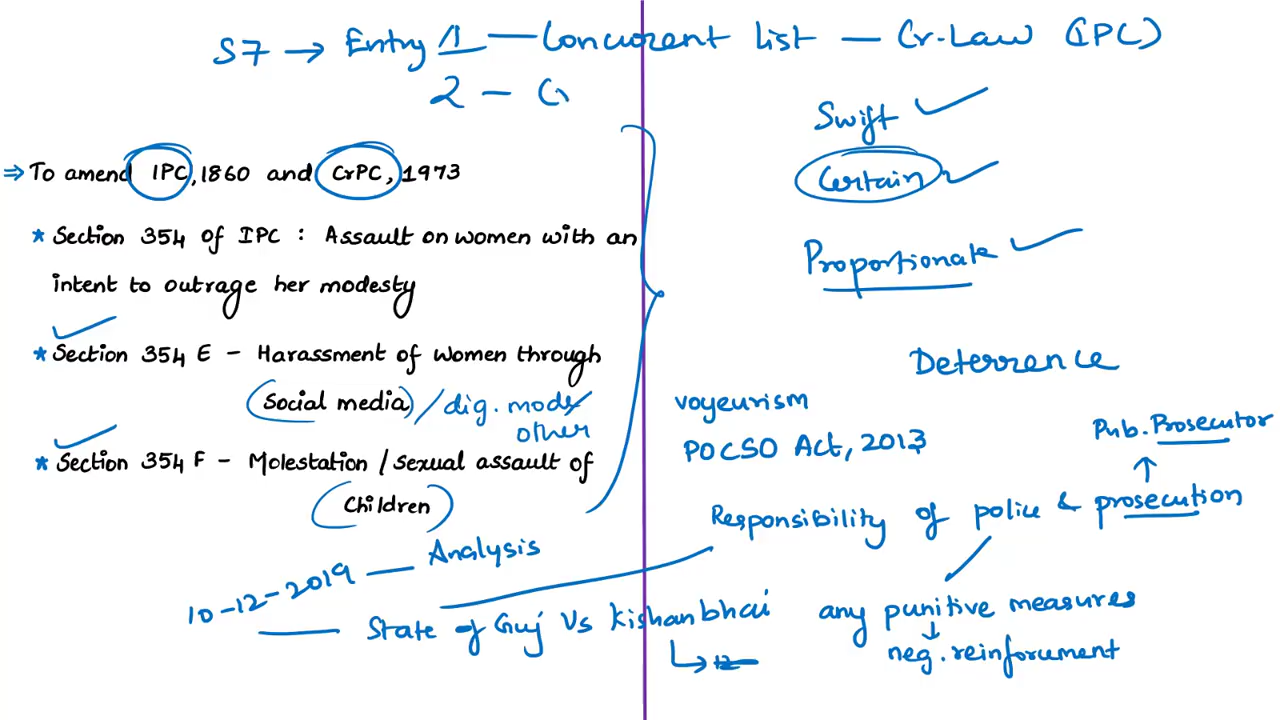 S7 → Entry 1 — Concurrent List — Cr. Law (IPC)
2 — Cr
⇒ To amend IPC, 1860 and CrPC, 1973
* Section 354 of IPC : Assault on women with an
intent to outrage her modesty
* Section 354 E – Harassment of women through
Social media / dig. mode/
other
* Section 354 F – Molestation / Sexual assault of
Children
10-12-2019 — Analysis
— State of Guj Vs Kishanbhai
Swift ✓
Certain ✓
Proportionate ✓
Deterrence
voyeurism
POCSO Act, 2013
Pub. Prosecutor
↑
Responsibility of police & prosecution
any punitive measures
↓
neg. reinforument